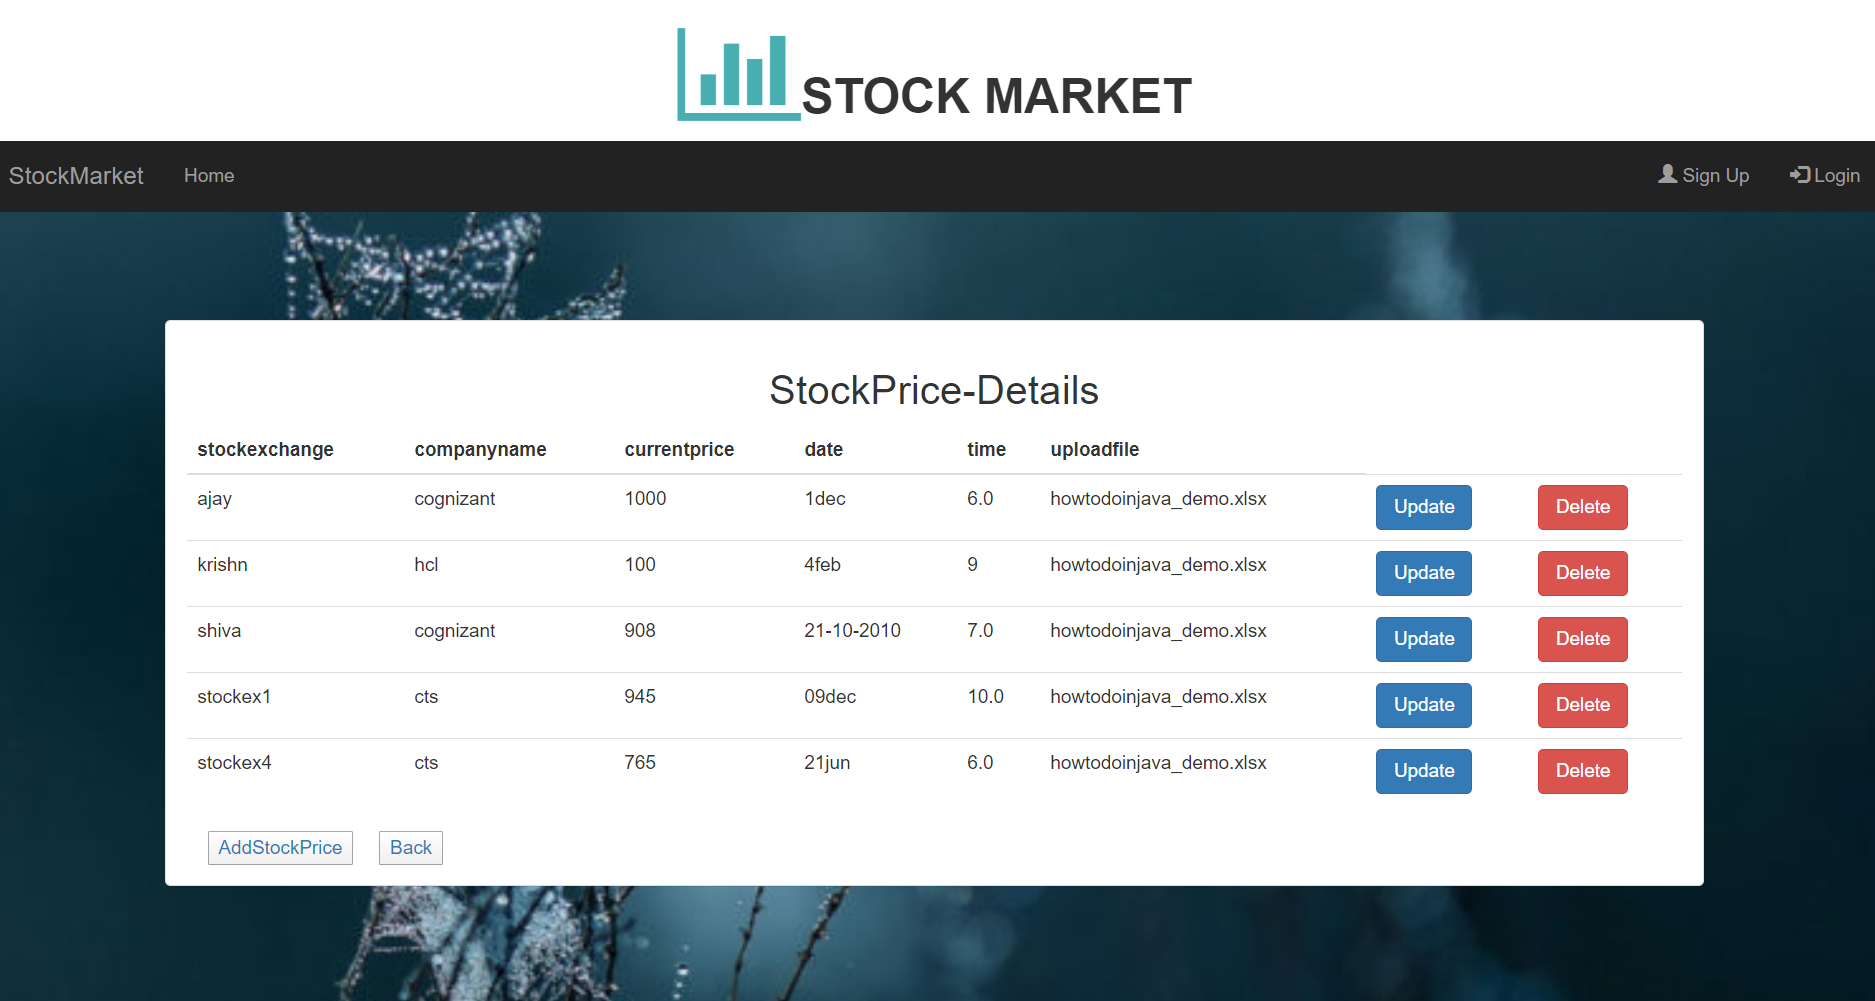 STOCK MARKET
StockMarket Home Sign Up Login
StockPrice-Details
stockexchange companyname currentprice date time uploadfile
ajay cognizant 1000 1dec 6.0 howtodoinjava_demo.xlsx Update Delete
krishn hcl 100 4feb 9 howtodoinjava_demo.xlsx Update Delete
shiva cognizant 908 21-10-2010 7.0 howtodoinjava_demo.xlsx Update Delete
stockex1 cts 945 09dec 10.0 howtodoinjava_demo.xlsx Update Delete
stockex4 cts 765 21jun 6.0 howtodoinjava_demo.xlsx Update Delete
AddStockPrice Back